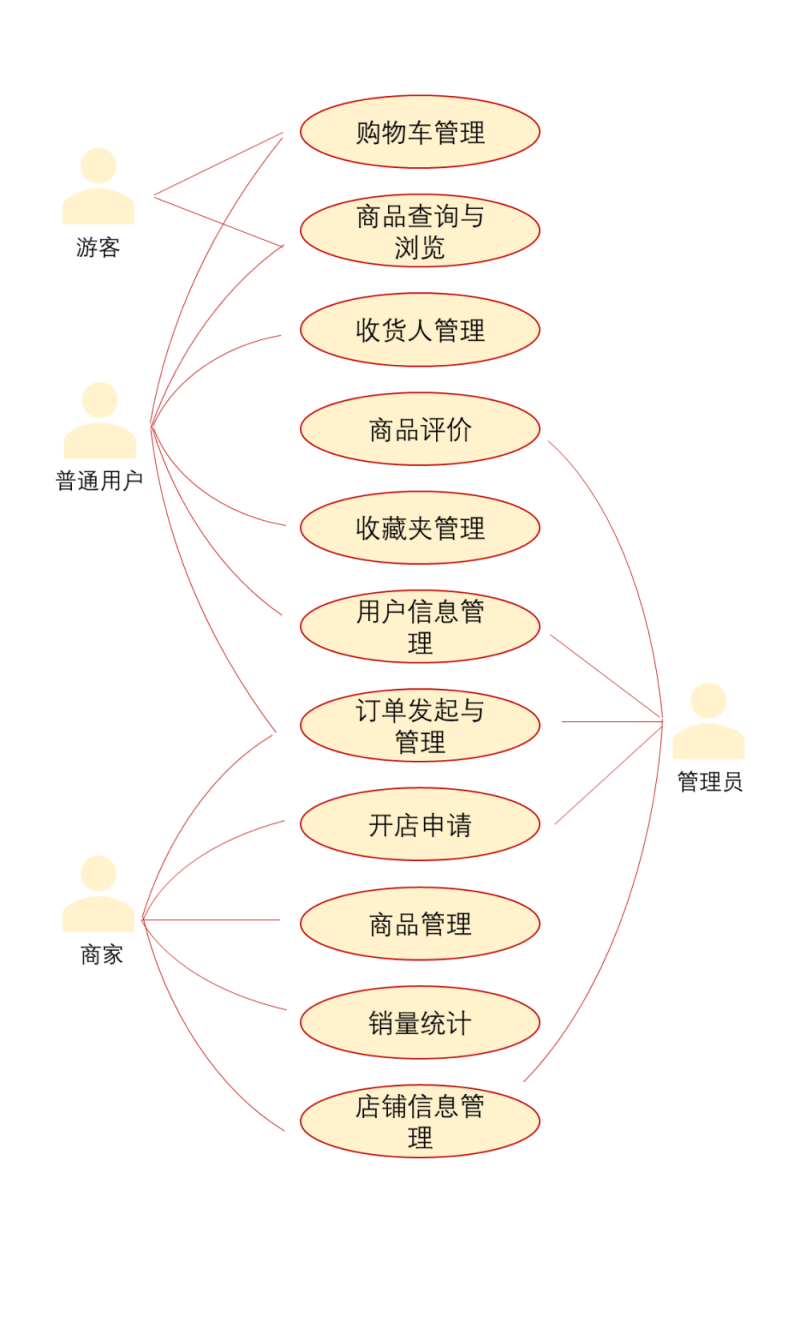 购物车管理
商品查询与
浏览
游客
收货人管理
商品评价
普通用户
收藏夹管理
用户信息管
理
订单发起与
管理
管理员
开店申请
商品管理
商家
销量统计
店铺信息管
理